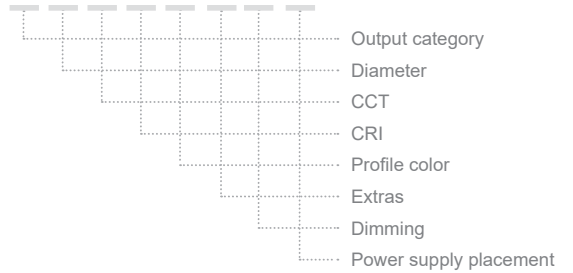 Output category
Diameter
CCT
CRI
Profile color
Extras
Dimming
Power supply placement